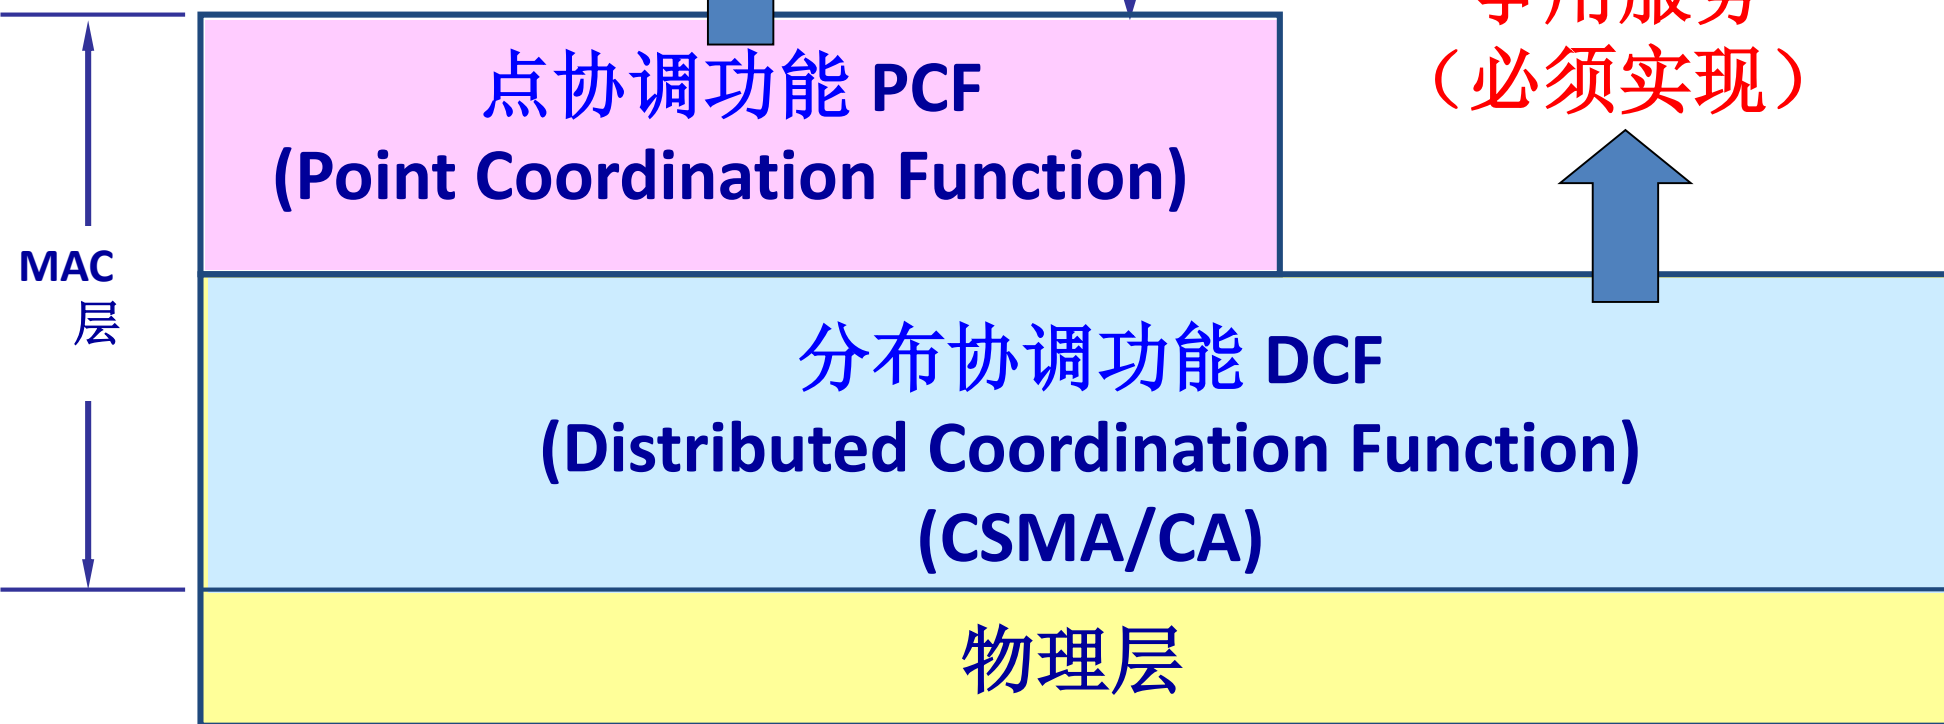 点协调功能 PCF
(Point Coordination Function)
（必须实现）
MAC
层
分布协调功能 DCF
(Distributed Coordination Function)
(CSMA/CA)
物理层